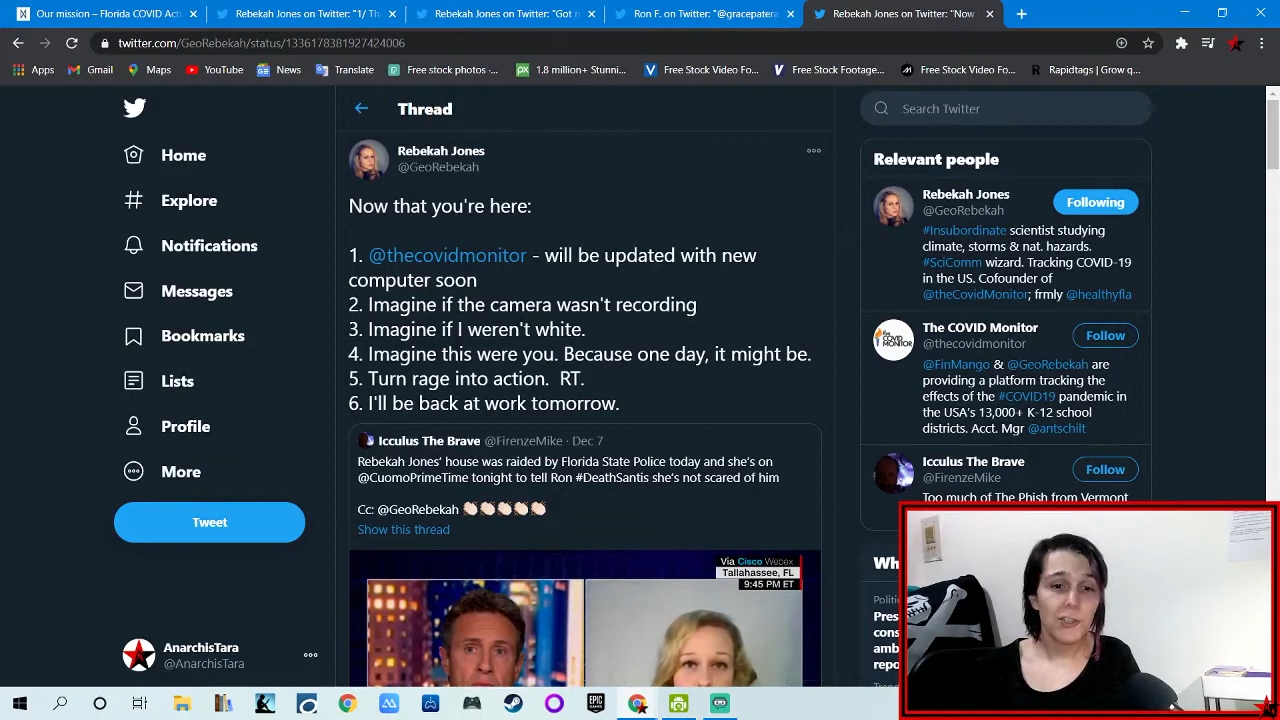 Our mission – Florida COVID Acti
Rebekah Jones on Twitter: "1/ Th
Rebekah Jones on Twitter: "Got n
Ron F. on Twitter: "@gracepatera
Rebekah Jones on Twitter: "Now
twitter.com/GeoRebekah/status/1336178381927424006
Apps
Gmail
Maps
YouTube
News
Translate
Free stock photos -...
1.8 million+ Stunni...
Free Stock Video Fo...
Free Stock Footage...
Free Stock Video Fo...
Rapidtags | Grow q...
Home
Explore
Notifications
Messages
Bookmarks
Lists
Profile
More
Tweet
AnarchisTara
@AnarchisTara
Thread
Rebekah Jones
@GeoRebekah
Now that you're here:
1. @thecovidmonitor - will be updated with new
computer soon
2. Imagine if the camera wasn't recording
3. Imagine if I weren't white.
4. Imagine this were you. Because one day, it might be.
5. Turn rage into action. RT.
6. I'll be back at work tomorrow.
Icculus The Brave @FirenzeMike · Dec 7
Rebekah Jones' house was raided by Florida State Police today and she's on
@CuomoPrimeTime tonight to tell Ron #DeathSantis she's not scared of him
Cc: @GeoRebekah 👏🏻👏🏻👏🏻👏🏻👏🏻
Show this thread
Via Cisco Webex
Tallahassee, FL
9:45 PM ET
Search Twitter
Relevant people
Rebekah Jones
@GeoRebekah
Following
#Insubordinate scientist studying
climate, storms & nat. hazards.
#SciComm wizard. Tracking COVID-19
in the US. Cofounder of
@theCovidMonitor; frmly @healthyfla
The COVID Monitor
@thecovidmonitor
Follow
@FinMango & @GeoRebekah are
providing a platform tracking the
effects of the #COVID19 pandemic in
the USA's 13,000+ K-12 school
districts. Acct. Mgr @antschilt
Icculus The Brave
@FirenzeMike
Follow
Too much of The Phish from Vermont